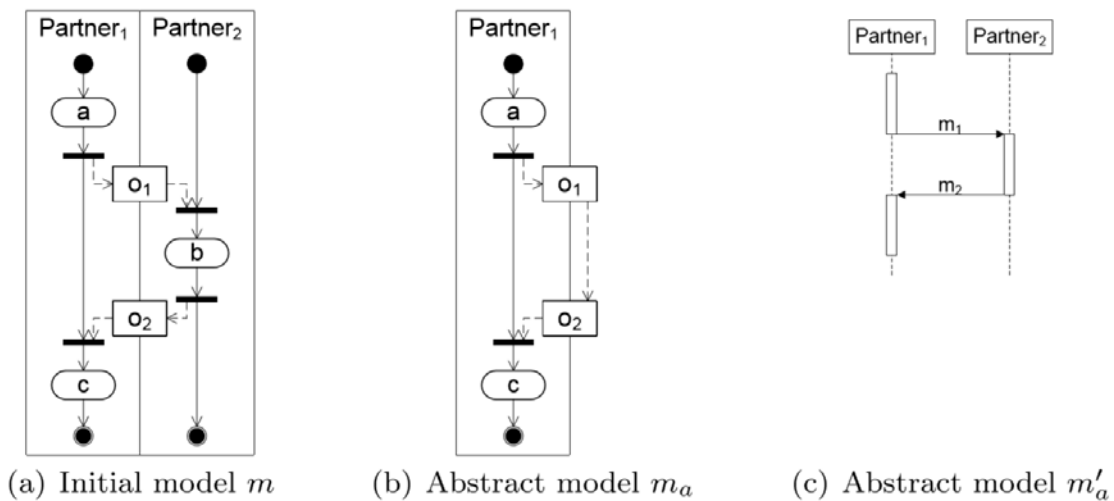 Partner₁ Partner₂
a
o₁
b
o₂
c
(a) Initial model m
Partner₁
a
o₁
o₂
c
(b) Abstract model mₐ
Partner₁ Partner₂
m₁
m₂
(c) Abstract model m′ₐ